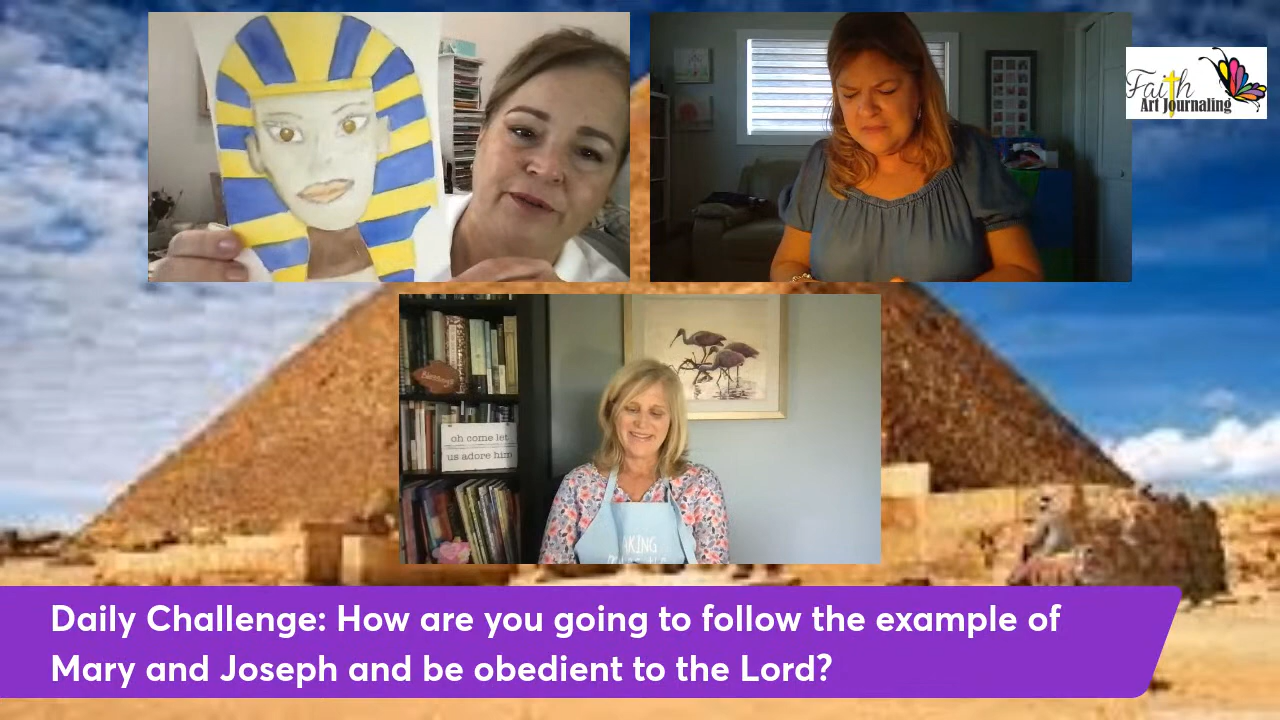 Faith
Art Journaling
oh come let
us adore him
Daily Challenge: How are you going to follow the example of
Mary and Joseph and be obedient to the Lord?